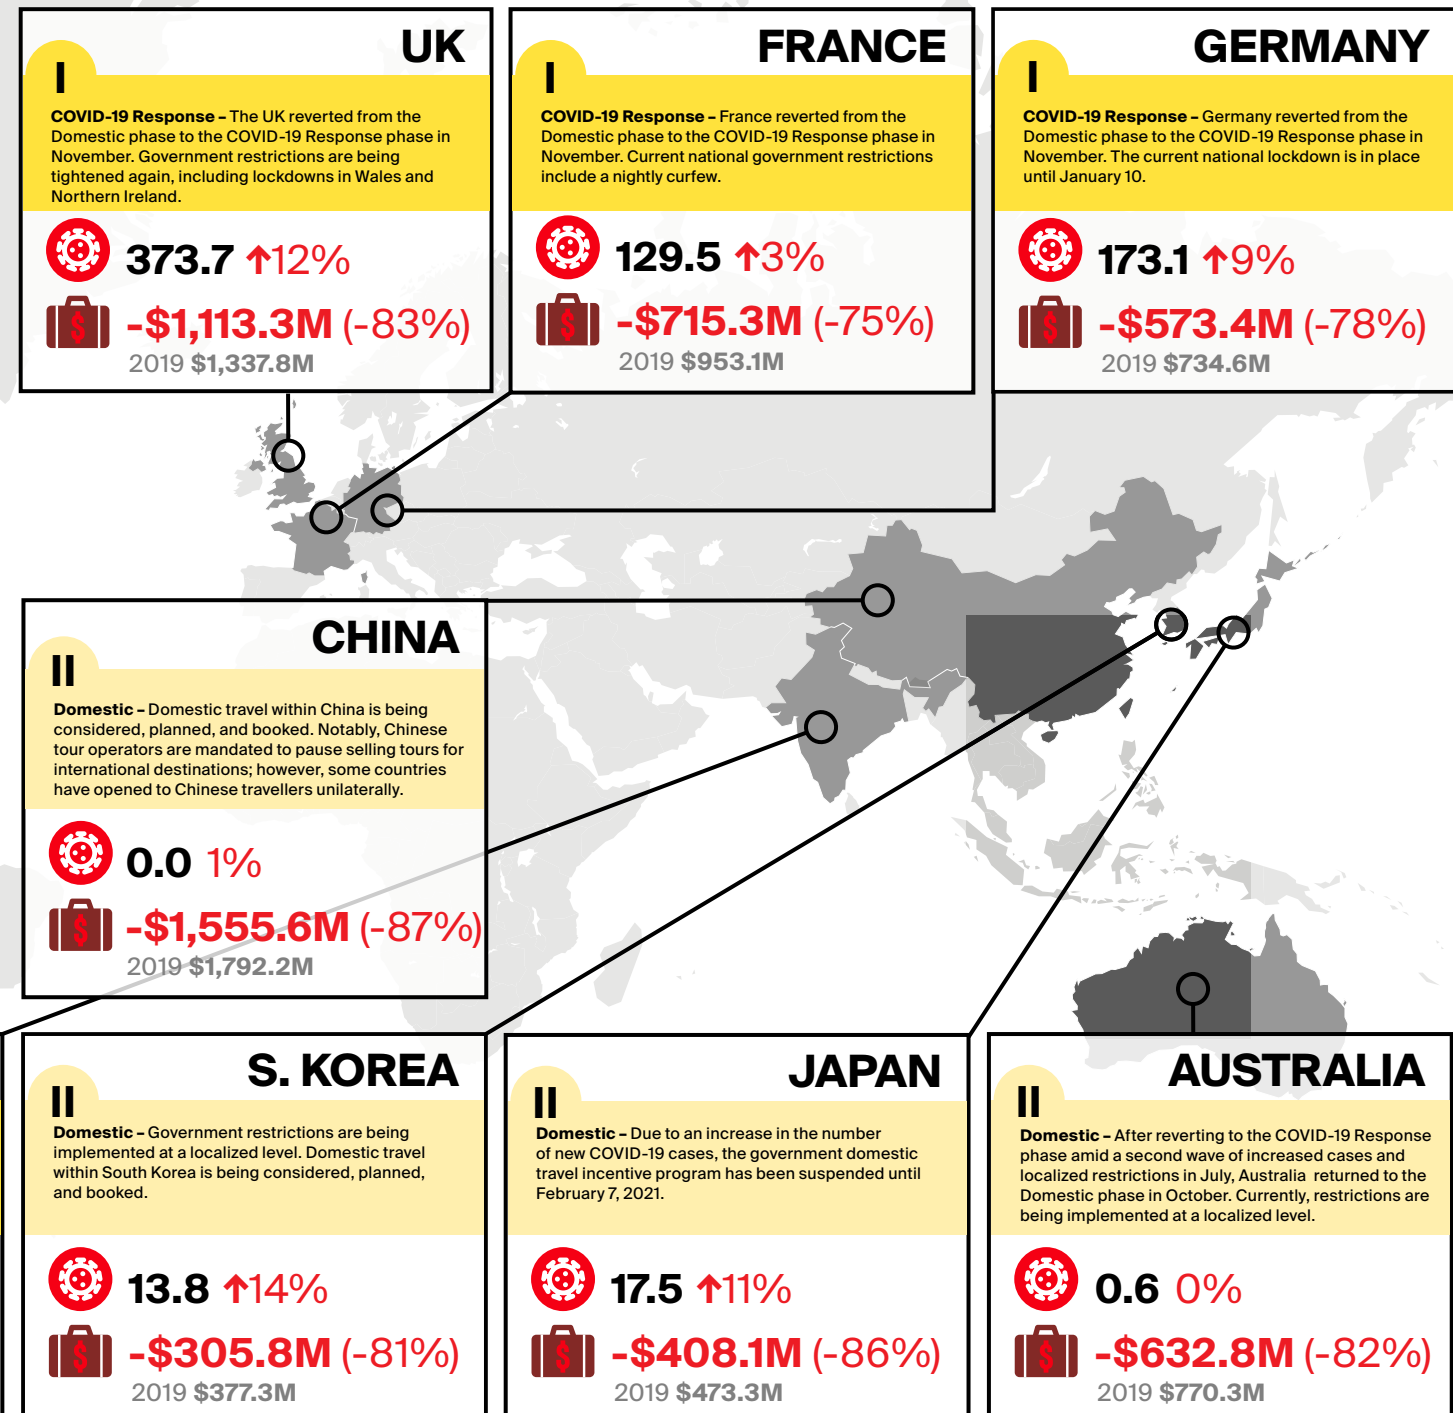 UK
I
COVID-19 Response – The UK reverted from the
Domestic phase to the COVID-19 Response phase in
November. Government restrictions are being
tightened again, including lockdowns in Wales and
Northern Ireland.
373.7 ↑12%
$
-$1,113.3M (-83%)
2019 $1,337.8M
FRANCE
I
COVID-19 Response – France reverted from the
Domestic phase to the COVID-19 Response phase in
November. Current national government restrictions
include a nightly curfew.
129.5 ↑3%
$
-$715.3M (-75%)
2019 $953.1M
GERMANY
I
COVID-19 Response – Germany reverted from the
Domestic phase to the COVID-19 Response phase in
November. The current national lockdown is in place
until January 10.
173.1 ↑9%
$
-$573.4M (-78%)
2019 $734.6M
CHINA
II
Domestic – Domestic travel within China is being
considered, planned, and booked. Notably, Chinese
tour operators are mandated to pause selling tours for
international destinations; however, some countries
have opened to Chinese travellers unilaterally.
0.0 1%
$
-$1,555.6M (-87%)
2019 $1,792.2M
S. KOREA
II
Domestic – Government restrictions are being
implemented at a localized level. Domestic travel
within South Korea is being considered, planned,
and booked.
13.8 ↑14%
$
-$305.8M (-81%)
2019 $377.3M
JAPAN
II
Domestic – Due to an increase in the number
of new COVID-19 cases, the government domestic
travel incentive program has been suspended until
February 7, 2021.
17.5 ↑11%
$
-$408.1M (-86%)
2019 $473.3M
AUSTRALIA
II
Domestic – After reverting to the COVID-19 Response
phase amid a second wave of increased cases and
localized restrictions in July, Australia returned to the
Domestic phase in October. Currently, restrictions are
being implemented at a localized level.
0.6 0%
$
-$632.8M (-82%)
2019 $770.3M